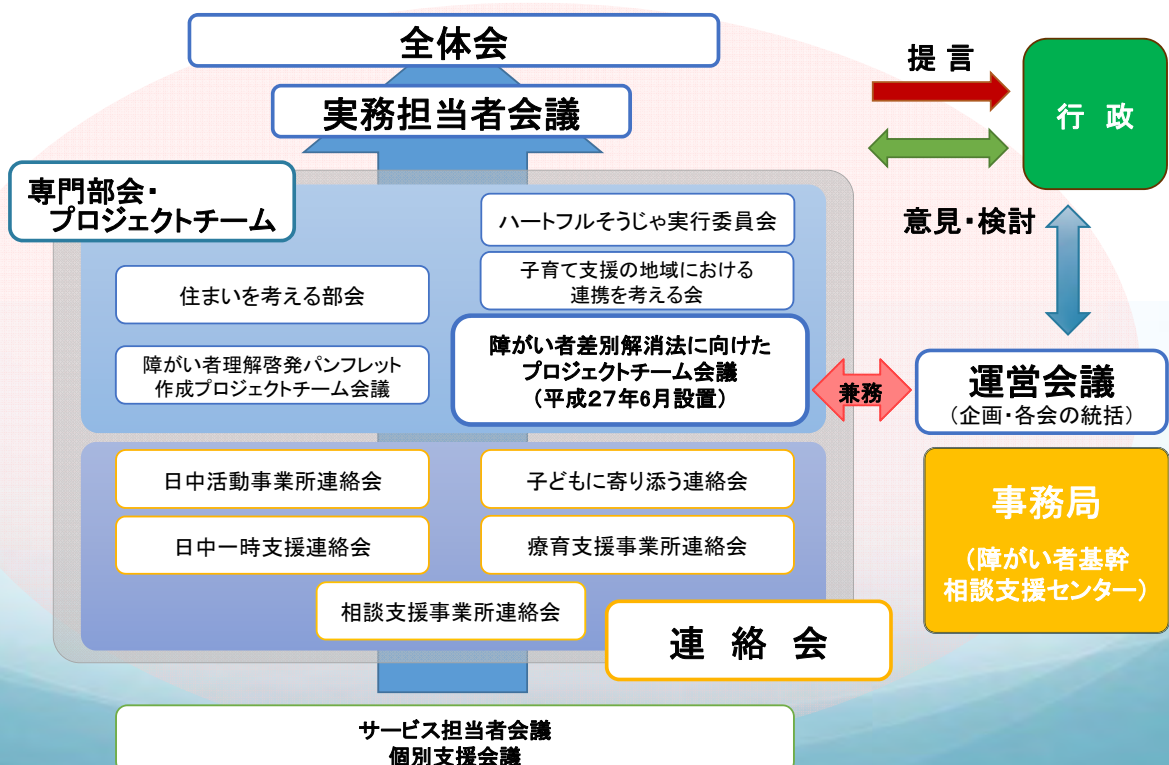 全体会
実務担当者会議
提 言
行 政
専門部会・
プロジェクトチーム
ハートフルそうじゃ実行委員会
意見・検討
住まいを考える部会
子育て支援の地域における
連携を考える会
障がい者理解啓発パンフレット
作成プロジェクトチーム会議
障がい者差別解消法に向けた
プロジェクトチーム会議
(平成27年6月設置)
兼務
運営会議
(企画・各会の統括)
日中活動事業所連絡会
子どもに寄り添う連絡会
日中一時支援連絡会
療育支援事業所連絡会
相談支援事業所連絡会
連 絡 会
事務局
(障がい者基幹
相談支援センター)
サービス担当者会議
個別支援会議